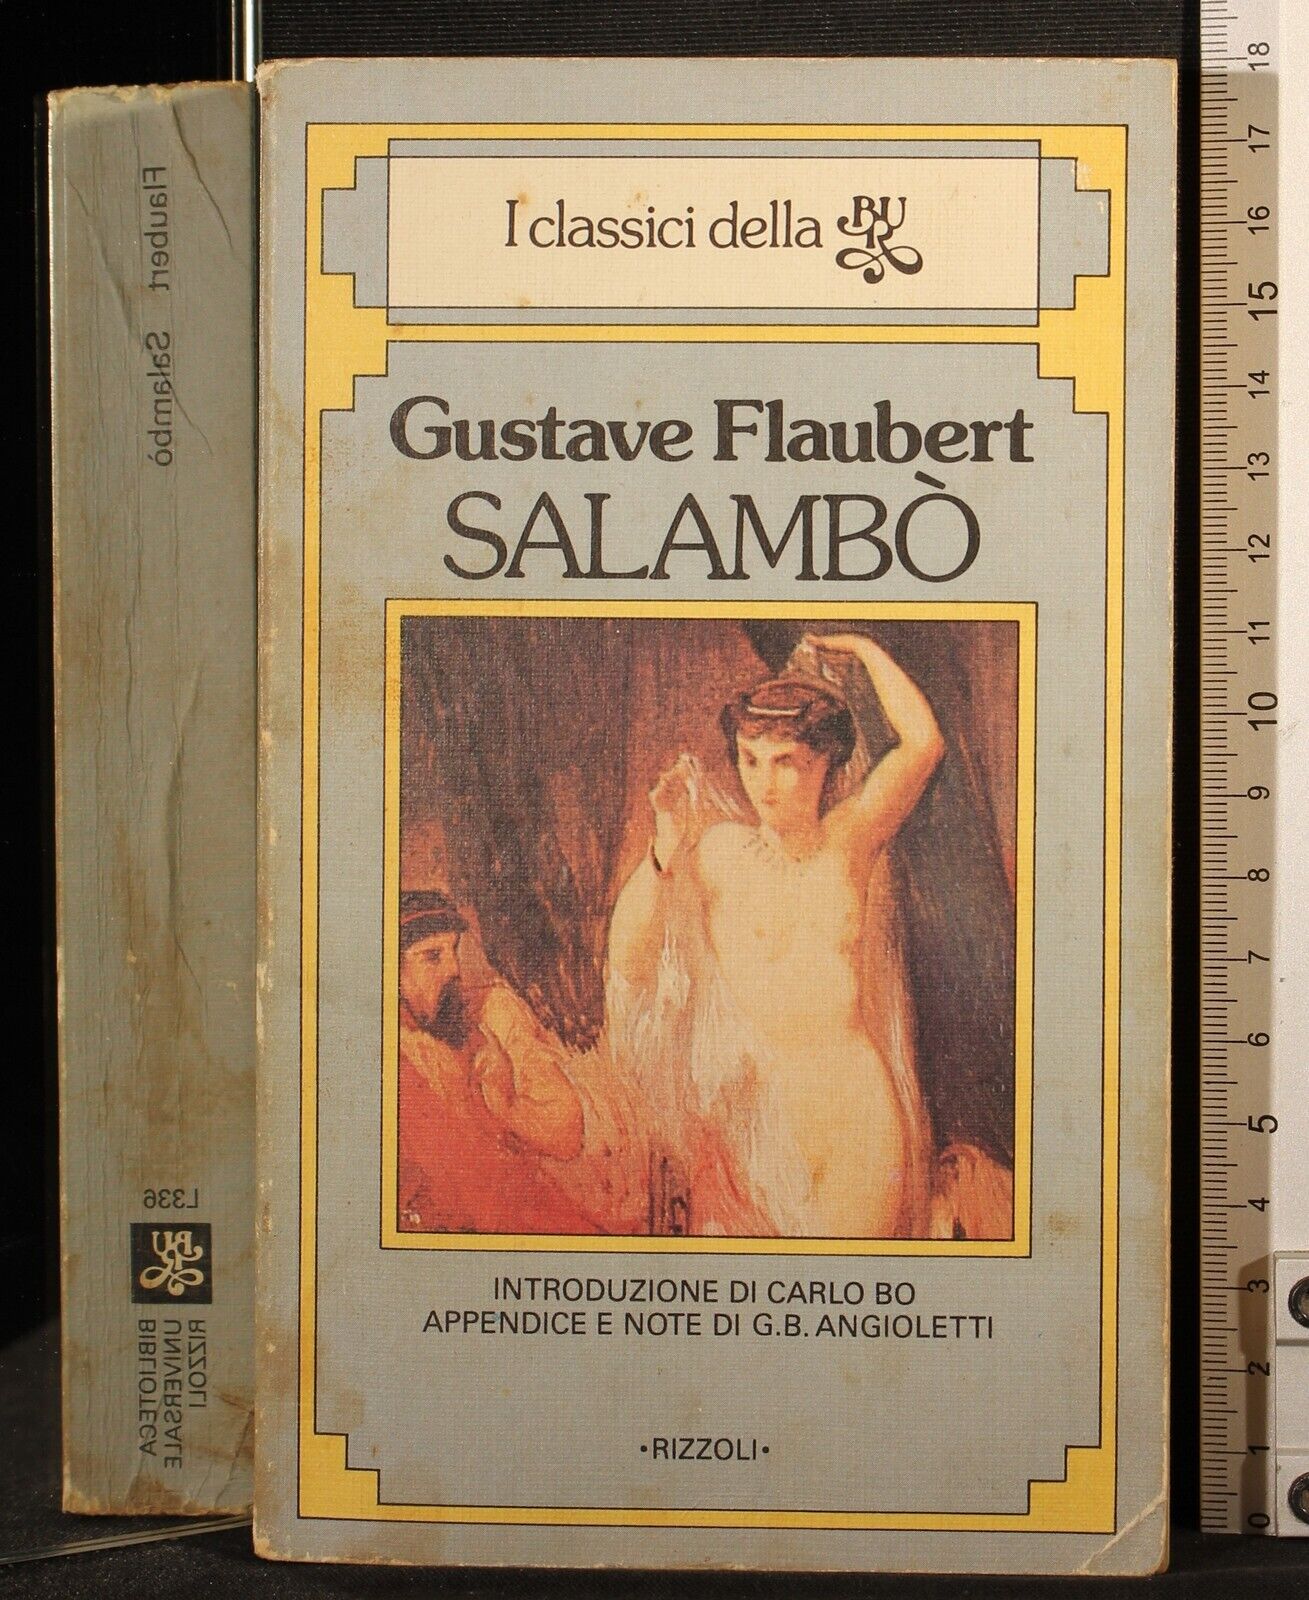 I classici della BUR
Gustave Flaubert
SALAMBÒ
INTRODUZIONE DI CARLO BO
APPENDICE E NOTE DI G.B. ANGIOLETTI
•RIZZOLI•
Flaubert Salambò
L336
BUR
BIBLIOTECA
UNIVERSALE
RIZZOLI
18
17
16
15
14
13
12
11
10
9
8
7
6
5
4
3
2
1
0